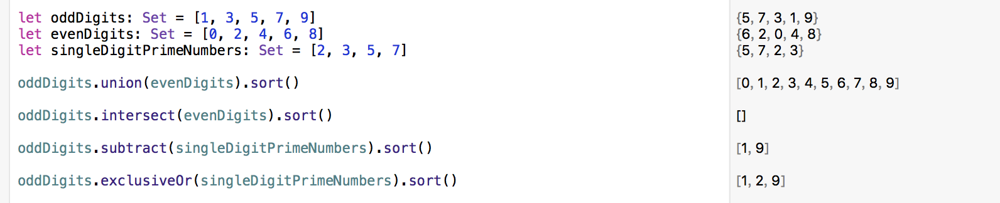 let oddDigits: Set = [1, 3, 5, 7, 9] {5, 7, 3, 1, 9}
let evenDigits: Set = [0, 2, 4, 6, 8] {6, 2, 0, 4, 8}
let singleDigitPrimeNumbers: Set = [2, 3, 5, 7] {5, 7, 2, 3}
oddDigits.union(evenDigits).sort() [0, 1, 2, 3, 4, 5, 6, 7, 8, 9]
oddDigits.intersect(evenDigits).sort() []
oddDigits.subtract(singleDigitPrimeNumbers).sort() [1, 9]
oddDigits.exclusiveOr(singleDigitPrimeNumbers).sort() [1, 2, 9]